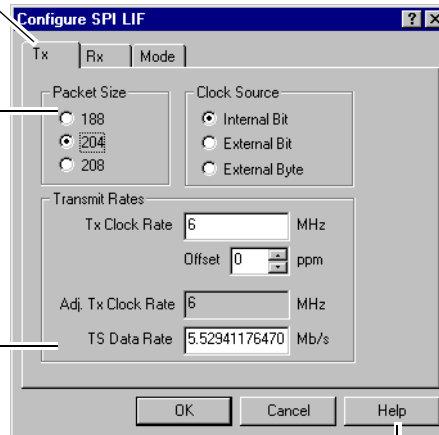 Configure SPI LIF
Tx Rx Mode
Packet Size
188
204
208
Clock Source
Internal Bit
External Bit
External Byte
Transmit Rates
Tx Clock Rate 6 MHz
Offset 0 ppm
Adj. Tx Clock Rate 6 MHz
TS Data Rate 5.52941176470 Mb/s
OK Cancel Help